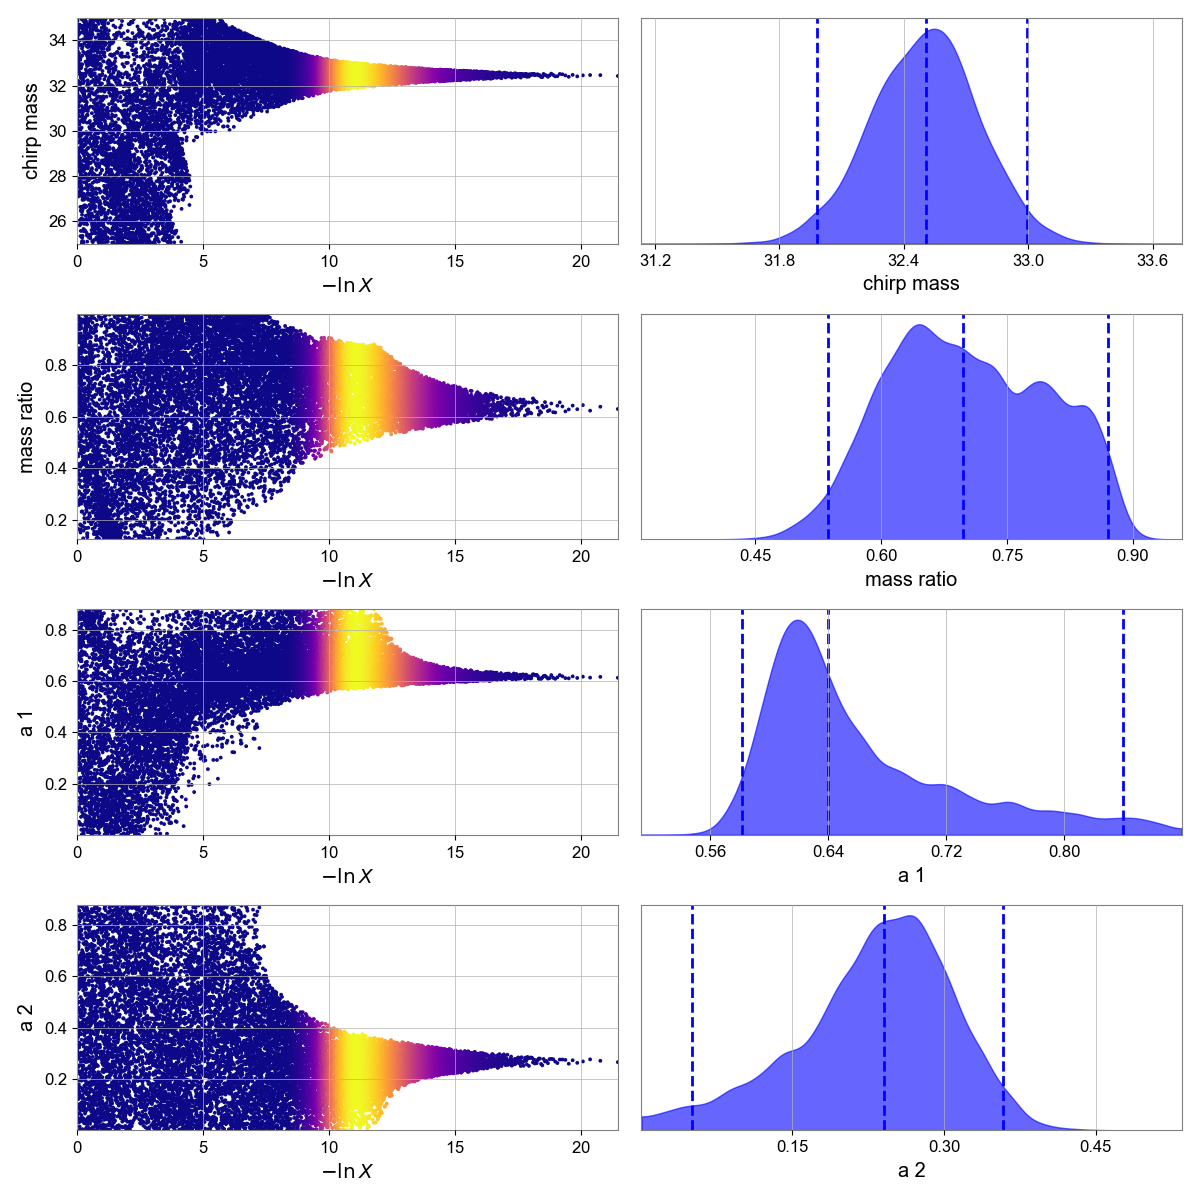 34
32
30
28
26
chirp mass
0 5 10 15 20
−ln X
31.2 31.8 32.4 33.0 33.6
chirp mass
0.8
0.6
0.4
0.2
mass ratio
0 5 10 15 20
−ln X
0.45 0.60 0.75 0.90
mass ratio
0.8
0.6
0.4
0.2
a 1
0 5 10 15 20
−ln X
0.56 0.64 0.72 0.80
a 1
0.8
0.6
0.4
0.2
a 2
0 5 10 15 20
−ln X
0.15 0.30 0.45
a 2